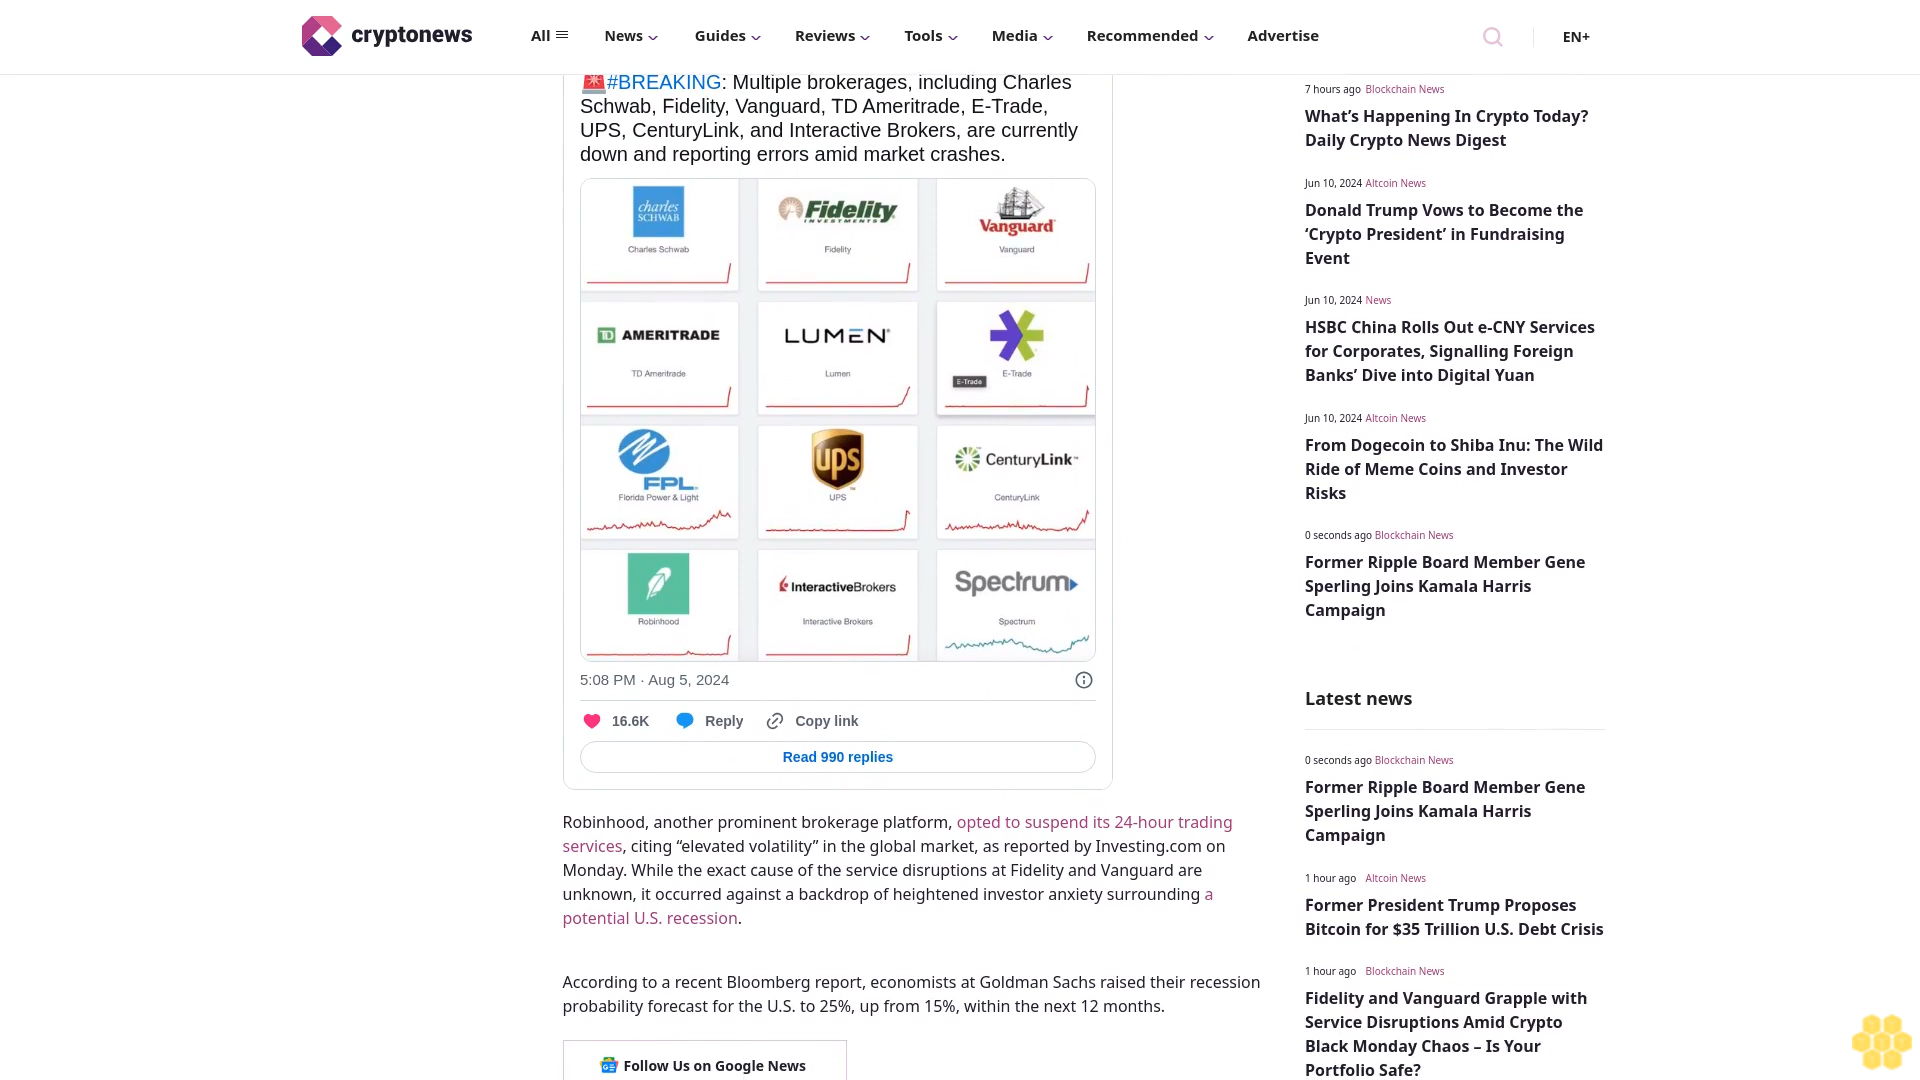 cryptonews
All
News
Guides
Reviews
Tools
Media
Recommended
Advertise
EN+
🚨#BREAKING: Multiple brokerages, including Charles
Schwab, Fidelity, Vanguard, TD Ameritrade, E-Trade,
UPS, CenturyLink, and Interactive Brokers, are currently
down and reporting errors amid market crashes.
charles
SCHWAB
Charles Schwab
Fidelity
INVESTMENTS
Fidelity
Vanguard
Vanguard
TD AMERITRADE
TD Ameritrade
LUMEN®
Lumen
E-Trade
E-Trade
FPL.
Florida Power & Light
ups
UPS
CenturyLink™
CenturyLink
Robinhood
InteractiveBrokers
Interactive Brokers
Spectrum
Spectrum
5:08 PM · Aug 5, 2024
16.6K
Reply
Copy link
Read 990 replies
Robinhood, another prominent brokerage platform, opted to suspend its 24-hour trading
services, citing “elevated volatility” in the global market, as reported by Investing.com on
Monday. While the exact cause of the service disruptions at Fidelity and Vanguard are
unknown, it occurred against a backdrop of heightened investor anxiety surrounding a
potential U.S. recession.
According to a recent Bloomberg report, economists at Goldman Sachs raised their recession
probability forecast for the U.S. to 25%, up from 15%, within the next 12 months.
Follow Us on Google News
7 hours ago Blockchain News
What’s Happening In Crypto Today?
Daily Crypto News Digest
Jun 10, 2024 Altcoin News
Donald Trump Vows to Become the
‘Crypto President’ in Fundraising
Event
Jun 10, 2024 News
HSBC China Rolls Out e-CNY Services
for Corporates, Signalling Foreign
Banks’ Dive into Digital Yuan
Jun 10, 2024 Altcoin News
From Dogecoin to Shiba Inu: The Wild
Ride of Meme Coins and Investor
Risks
0 seconds ago Blockchain News
Former Ripple Board Member Gene
Sperling Joins Kamala Harris
Campaign
Latest news
0 seconds ago Blockchain News
Former Ripple Board Member Gene
Sperling Joins Kamala Harris
Campaign
1 hour ago Altcoin News
Former President Trump Proposes
Bitcoin for $35 Trillion U.S. Debt Crisis
1 hour ago Blockchain News
Fidelity and Vanguard Grapple with
Service Disruptions Amid Crypto
Black Monday Chaos – Is Your
Portfolio Safe?